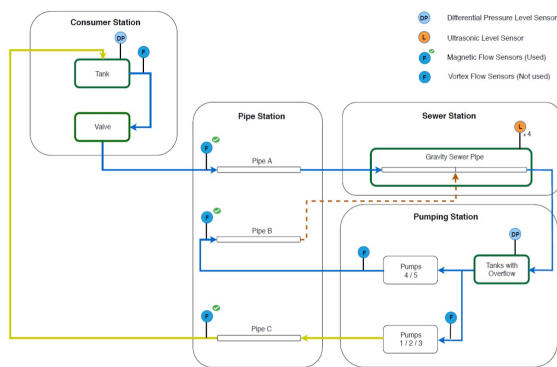 Consumer Station
DP
Differential Pressure Level Sensor
L
Ultrasonic Level Sensor
F
Magnetic Flow Sensors (Used)
F
Vortex Flow Sensors (Not used)
DP
F
Tank
Valve
Pipe Station
Sewer Station
L
x 4
F
Pipe A
Gravity Sewer Pipe
F
Pipe B
Pumping Station
DP
F
Pumps
4 / 5
Tanks with
Overflow
F
Pipe C
F
Pumps
1 / 2 / 3